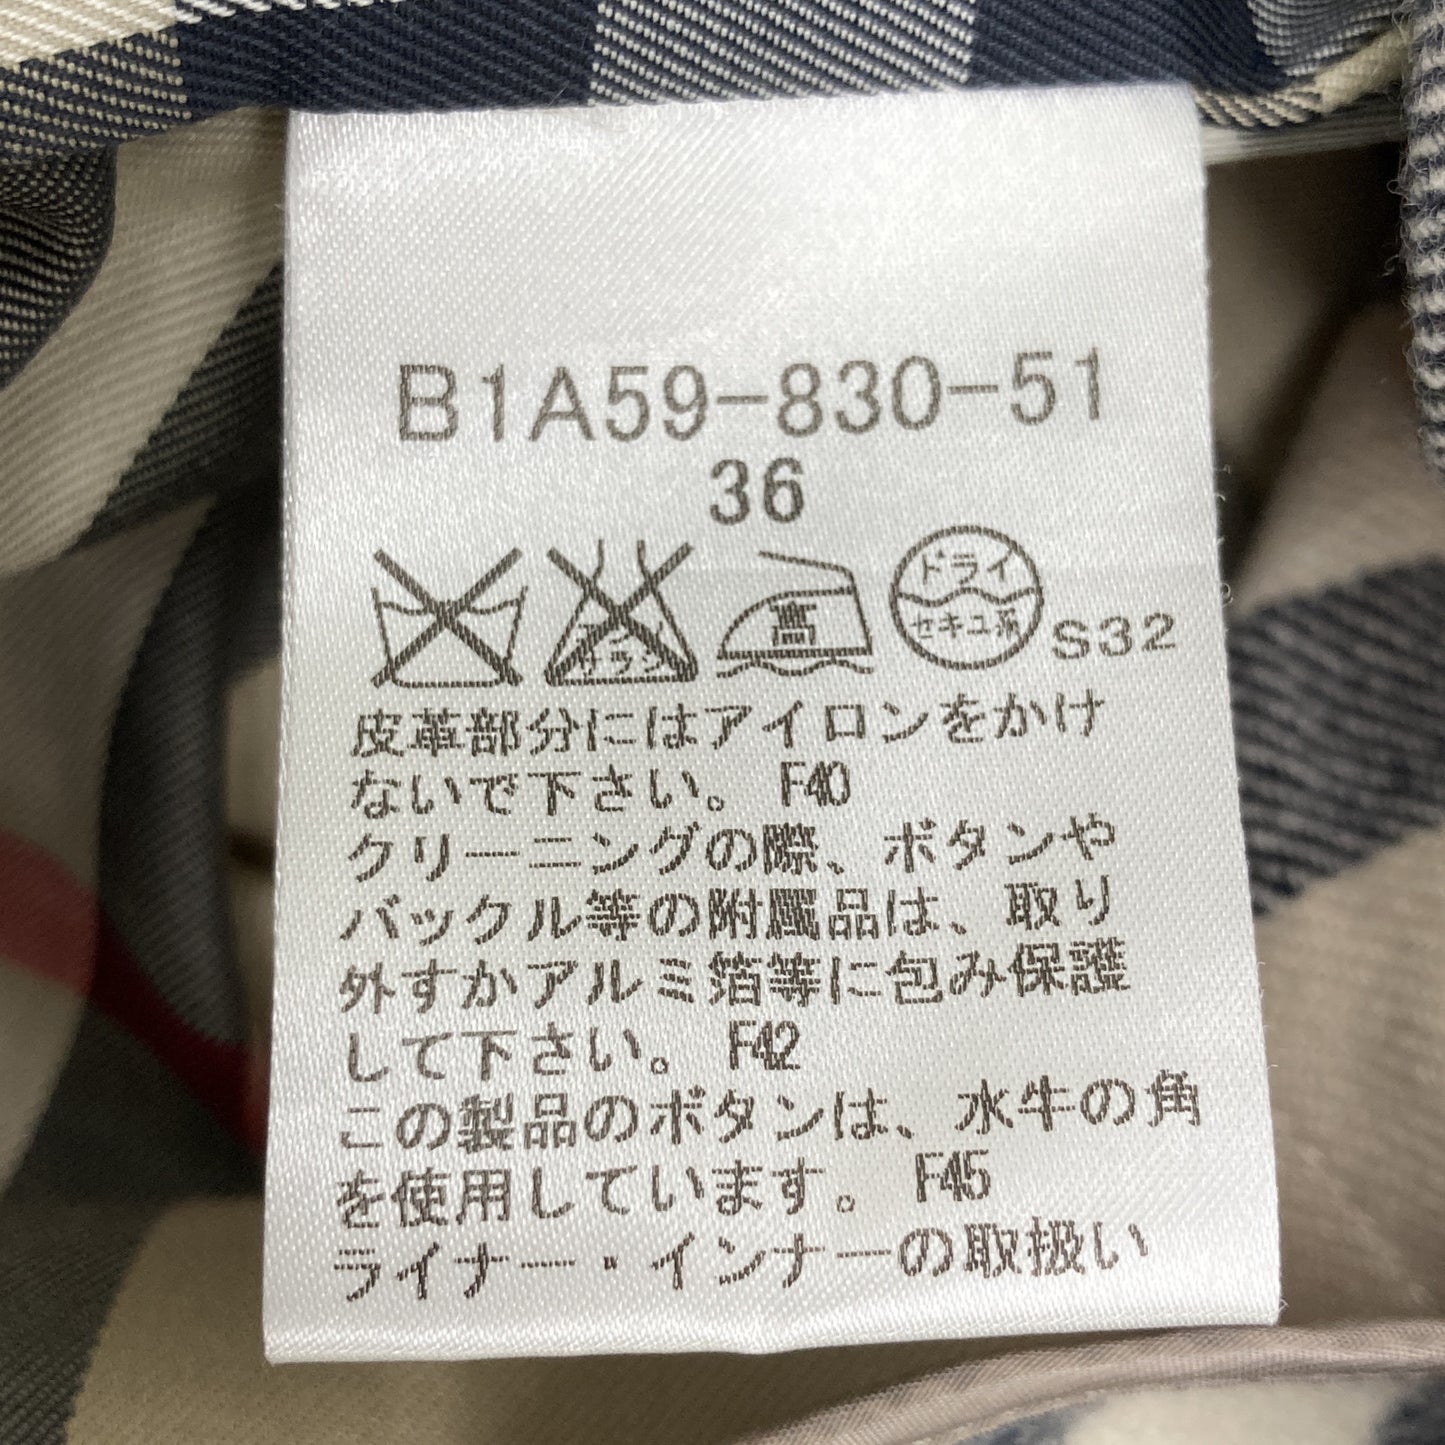 B1A59-830-51
36
高
ドライ
セキユ系
S32
皮革部分にはアイロンをかけ
ないで下さい。 F40
クリーニングの際、ボタンや
バックル等の附属品は、取り
外すかアルミ箔等に包み保護
して下さい。 F42
この製品のボタンは、水牛の角
を使用しています。 F45
ライナー・インナーの取扱い